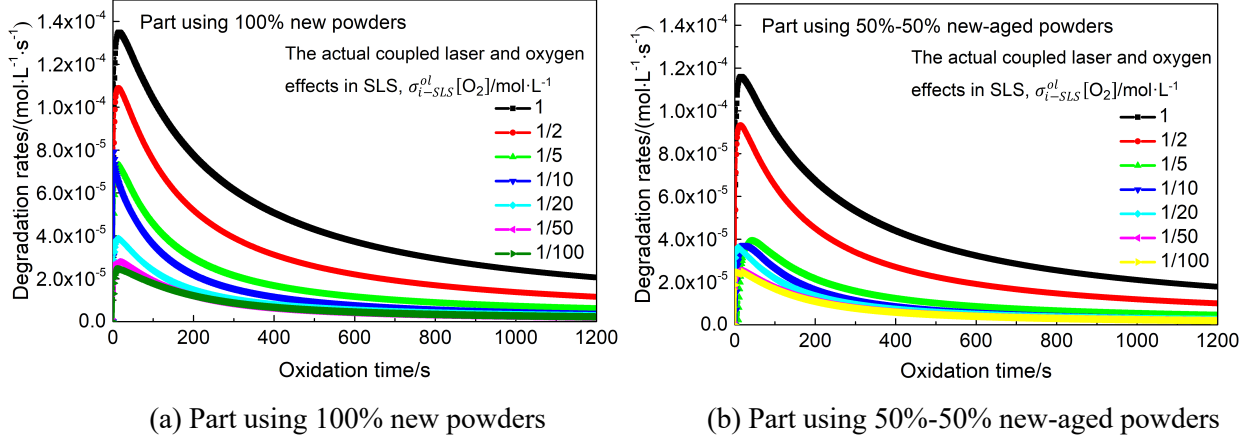 Part using 100% new powders
The actual coupled laser and oxygen
effects in SLS, σ_{i−SLS}^{ol}[O₂]/mol·L⁻¹
1
1/2
1/5
1/10
1/20
1/50
1/100
Degradation rates/(mol·L⁻¹·s⁻¹)
1.4x10⁻⁴
1.2x10⁻⁴
1.0x10⁻⁴
8.0x10⁻⁵
6.0x10⁻⁵
4.0x10⁻⁵
2.0x10⁻⁵
0.0
0 200 400 600 800 1000 1200
Oxidation time/s
(a) Part using 100% new powders
Part using 50%-50% new-aged powders
The actual coupled laser and oxygen
effects in SLS, σ_{i−SLS}^{ol}[O₂]/mol·L⁻¹
1
1/2
1/5
1/10
1/20
1/50
1/100
Degradation rates/(mol·L⁻¹·s⁻¹)
1.4x10⁻⁴
1.2x10⁻⁴
1.0x10⁻⁴
8.0x10⁻⁵
6.0x10⁻⁵
4.0x10⁻⁵
2.0x10⁻⁵
0.0
0 200 400 600 800 1000 1200
Oxidation time/s
(b) Part using 50%-50% new-aged powders